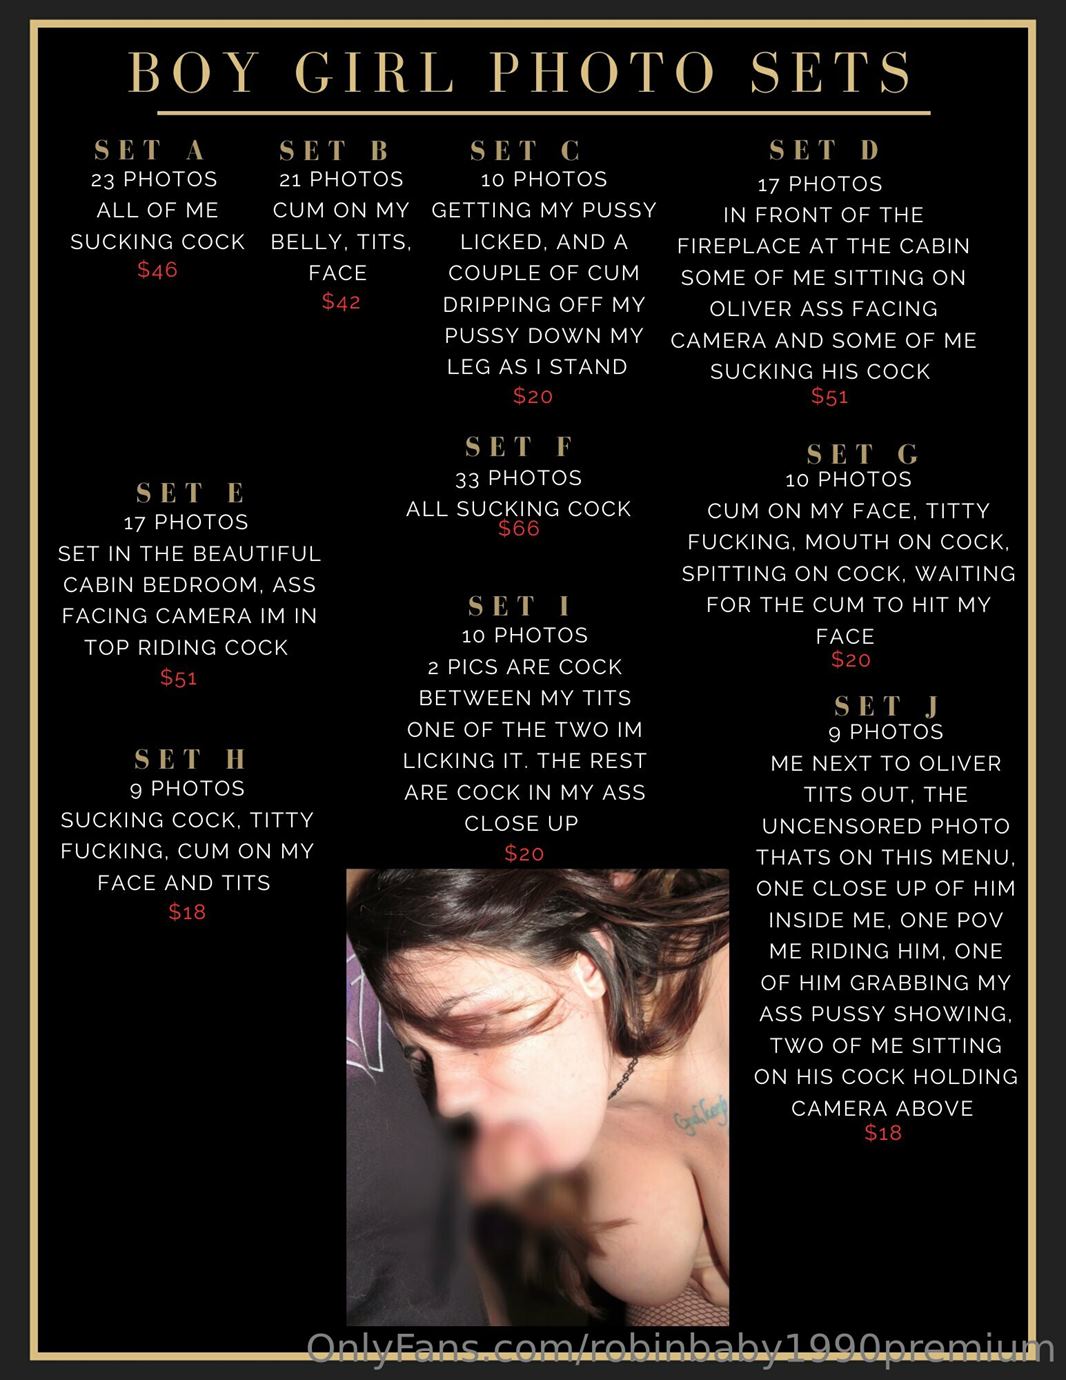 BOY GIRL PHOTO SETS
SET A
23 PHOTOS
ALL OF ME
SUCKING COCK
$46
SET B
21 PHOTOS
CUM ON MY
BELLY, TITS,
FACE
$42
SET C
10 PHOTOS
GETTING MY PUSSY
LICKED, AND A
COUPLE OF CUM
DRIPPING OFF MY
PUSSY DOWN MY
LEG AS I STAND
$20
SET D
17 PHOTOS
IN FRONT OF THE
FIREPLACE AT THE CABIN
SOME OF ME SITTING ON
OLIVER ASS FACING
CAMERA AND SOME OF ME
SUCKING HIS COCK
$51
SET E
17 PHOTOS
SET IN THE BEAUTIFUL
CABIN BEDROOM, ASS
FACING CAMERA IM IN
TOP RIDING COCK
$51
SET F
33 PHOTOS
ALL SUCKING COCK
$66
SET G
10 PHOTOS
CUM ON MY FACE, TITTY
FUCKING, MOUTH ON COCK,
SPITTING ON COCK, WAITING
FOR THE CUM TO HIT MY
FACE
$20
SET H
9 PHOTOS
SUCKING COCK, TITTY
FUCKING, CUM ON MY
FACE AND TITS
$18
SET I
10 PHOTOS
2 PICS ARE COCK
BETWEEN MY TITS
ONE OF THE TWO IM
LICKING IT. THE REST
ARE COCK IN MY ASS
CLOSE UP
$20
SET J
9 PHOTOS
ME NEXT TO OLIVER
TITS OUT, THE
UNCENSORED PHOTO
THATS ON THIS MENU,
ONE CLOSE UP OF HIM
INSIDE ME, ONE POV
ME RIDING HIM, ONE
OF HIM GRABBING MY
ASS PUSSY SHOWING,
TWO OF ME SITTING
ON HIS COCK HOLDING
CAMERA ABOVE
$18
OnlyFans.com/robinbaby1990premium